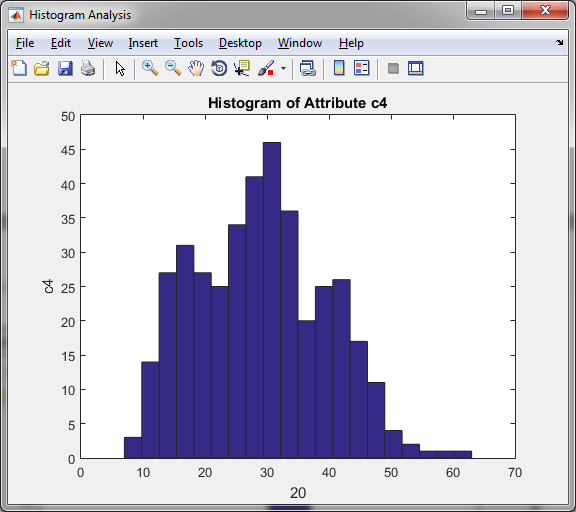 Histogram Analysis
File Edit View Insert Tools Desktop Window Help
Histogram of Attribute c4
50
45
40
35
30
25
20
15
10
5
0
c4
0 10 20 30 40 50 60 70
20